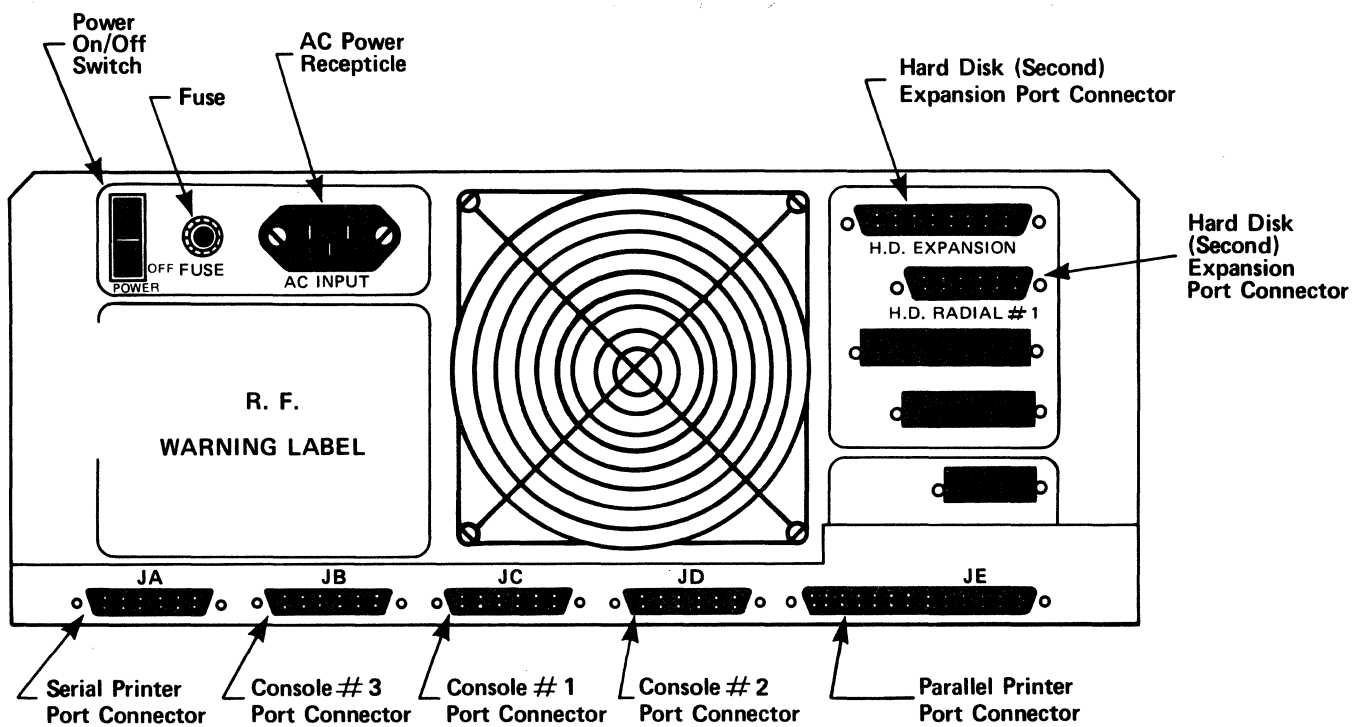 Power
On/Off
Switch
Fuse
AC Power
Recepticle
Hard Disk (Second)
Expansion Port Connector
Hard Disk
(Second)
Expansion
Port Connector
OFF
POWER
FUSE
AC INPUT
H.D. EXPANSION
H.D. RADIAL # 1
R. F.
WARNING LABEL
JA
JB
JC
JD
JE
Serial Printer
Port Connector
Console # 3
Port Connector
Console # 1
Port Connector
Console # 2
Port Connector
Parallel Printer
Port Connector